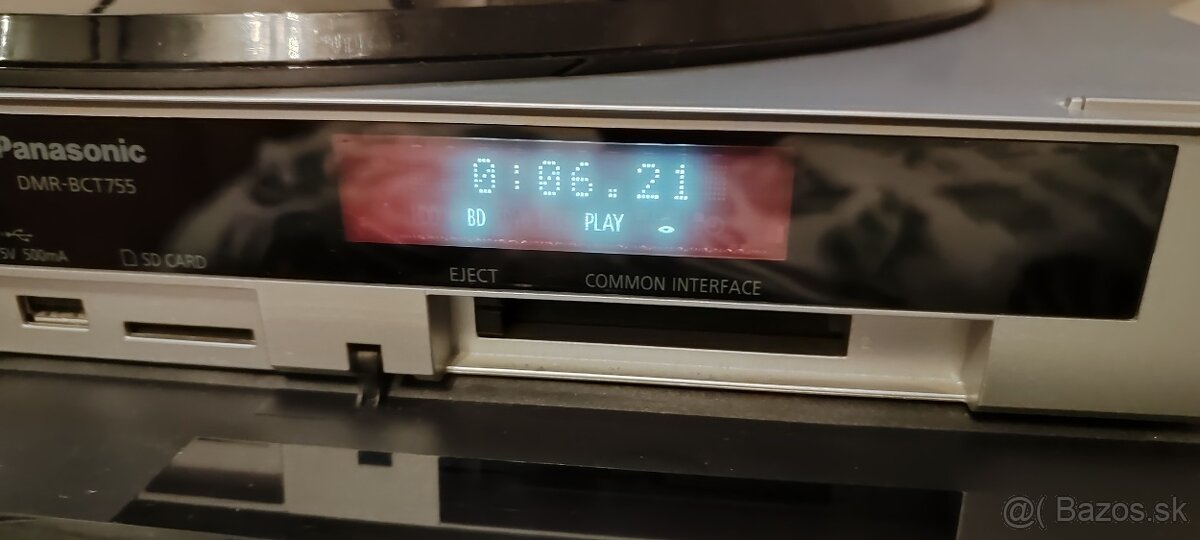 Panasonic
DMR-BCT755
0:06.21
BD PLAY
5V 500mA
SD CARD
EJECT
COMMON INTERFACE
@( Bazos.sk